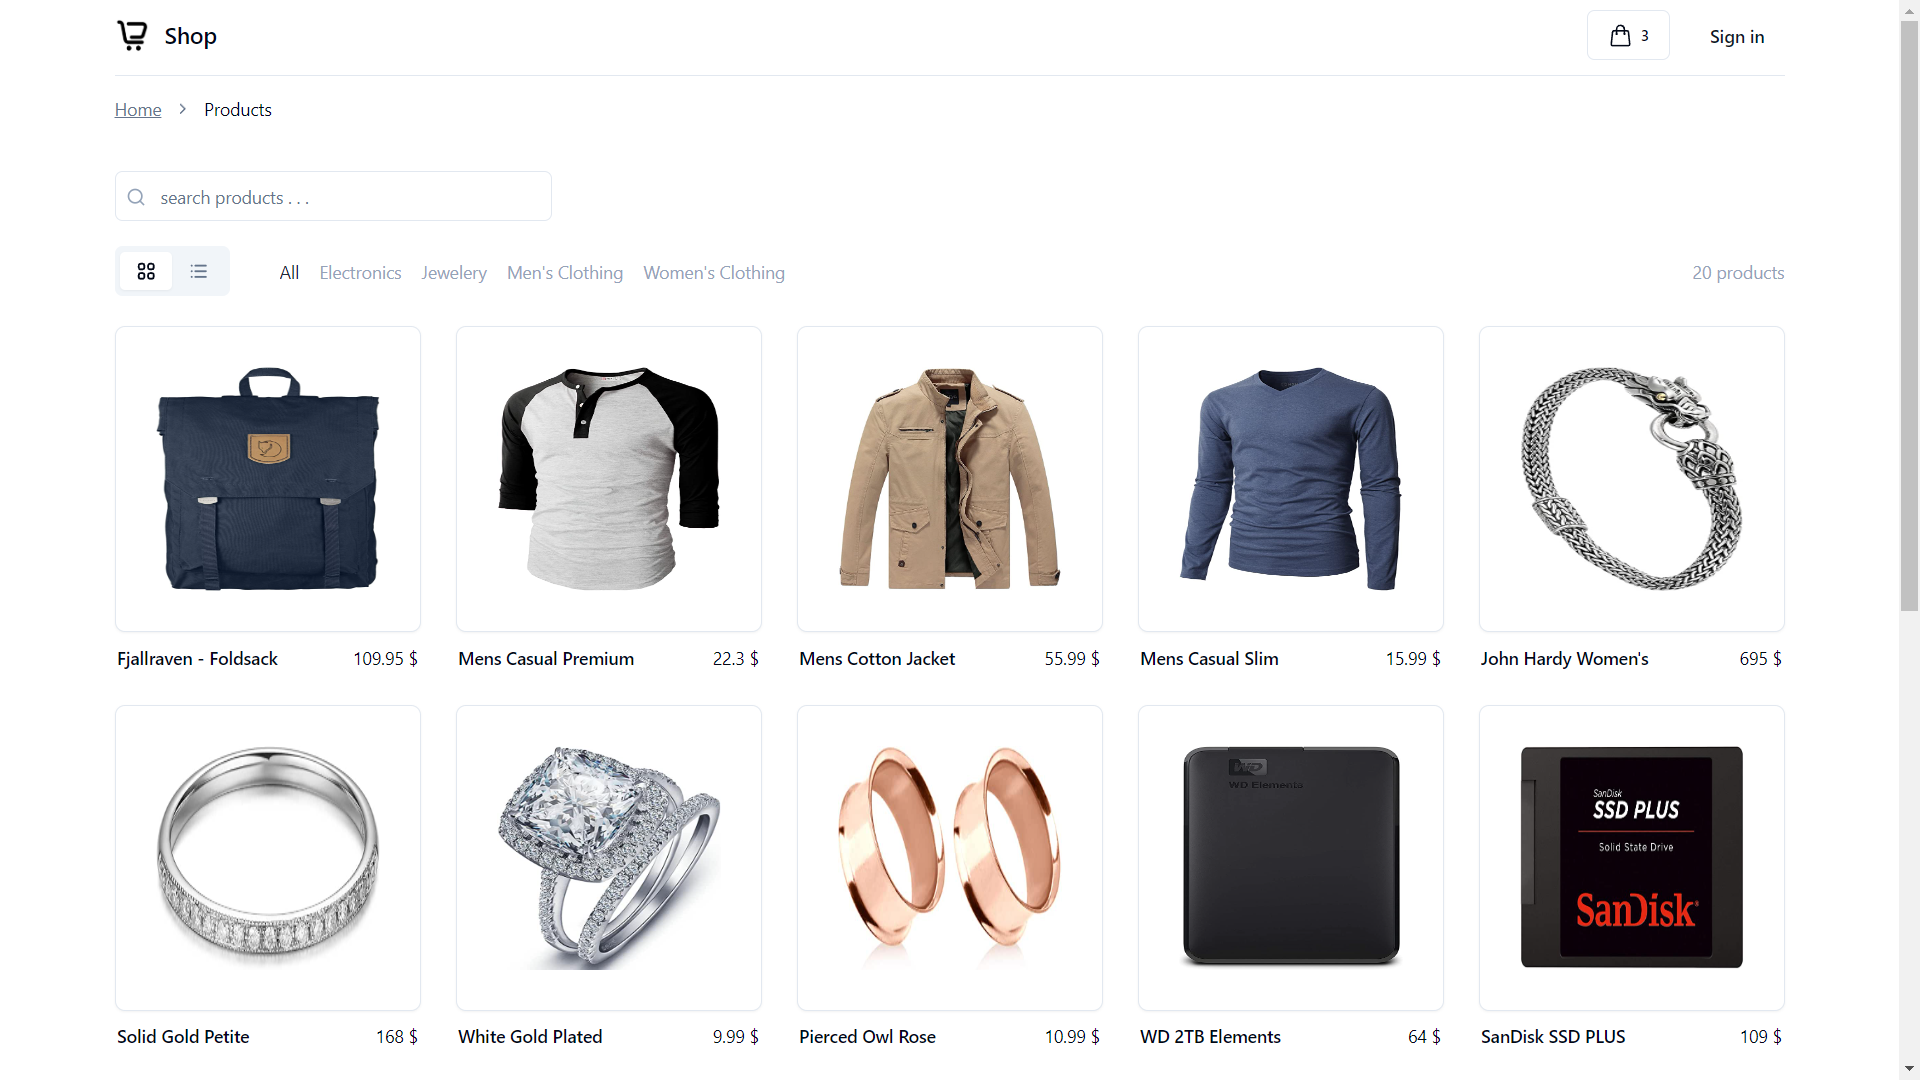 Shop
3
Sign in
Home
Products
search products . . .
All
Electronics
Jewelery
Men's Clothing
Women's Clothing
20 products
Fjallraven - Foldsack
109.95 $
Mens Casual Premium
22.3 $
Mens Cotton Jacket
55.99 $
Mens Casual Slim
15.99 $
John Hardy Women's
695 $
WD
WD Elements
SanDisk
SSD PLUS
Solid State Drive
SanDisk®
Solid Gold Petite
168 $
White Gold Plated
9.99 $
Pierced Owl Rose
10.99 $
WD 2TB Elements
64 $
SanDisk SSD PLUS
109 $